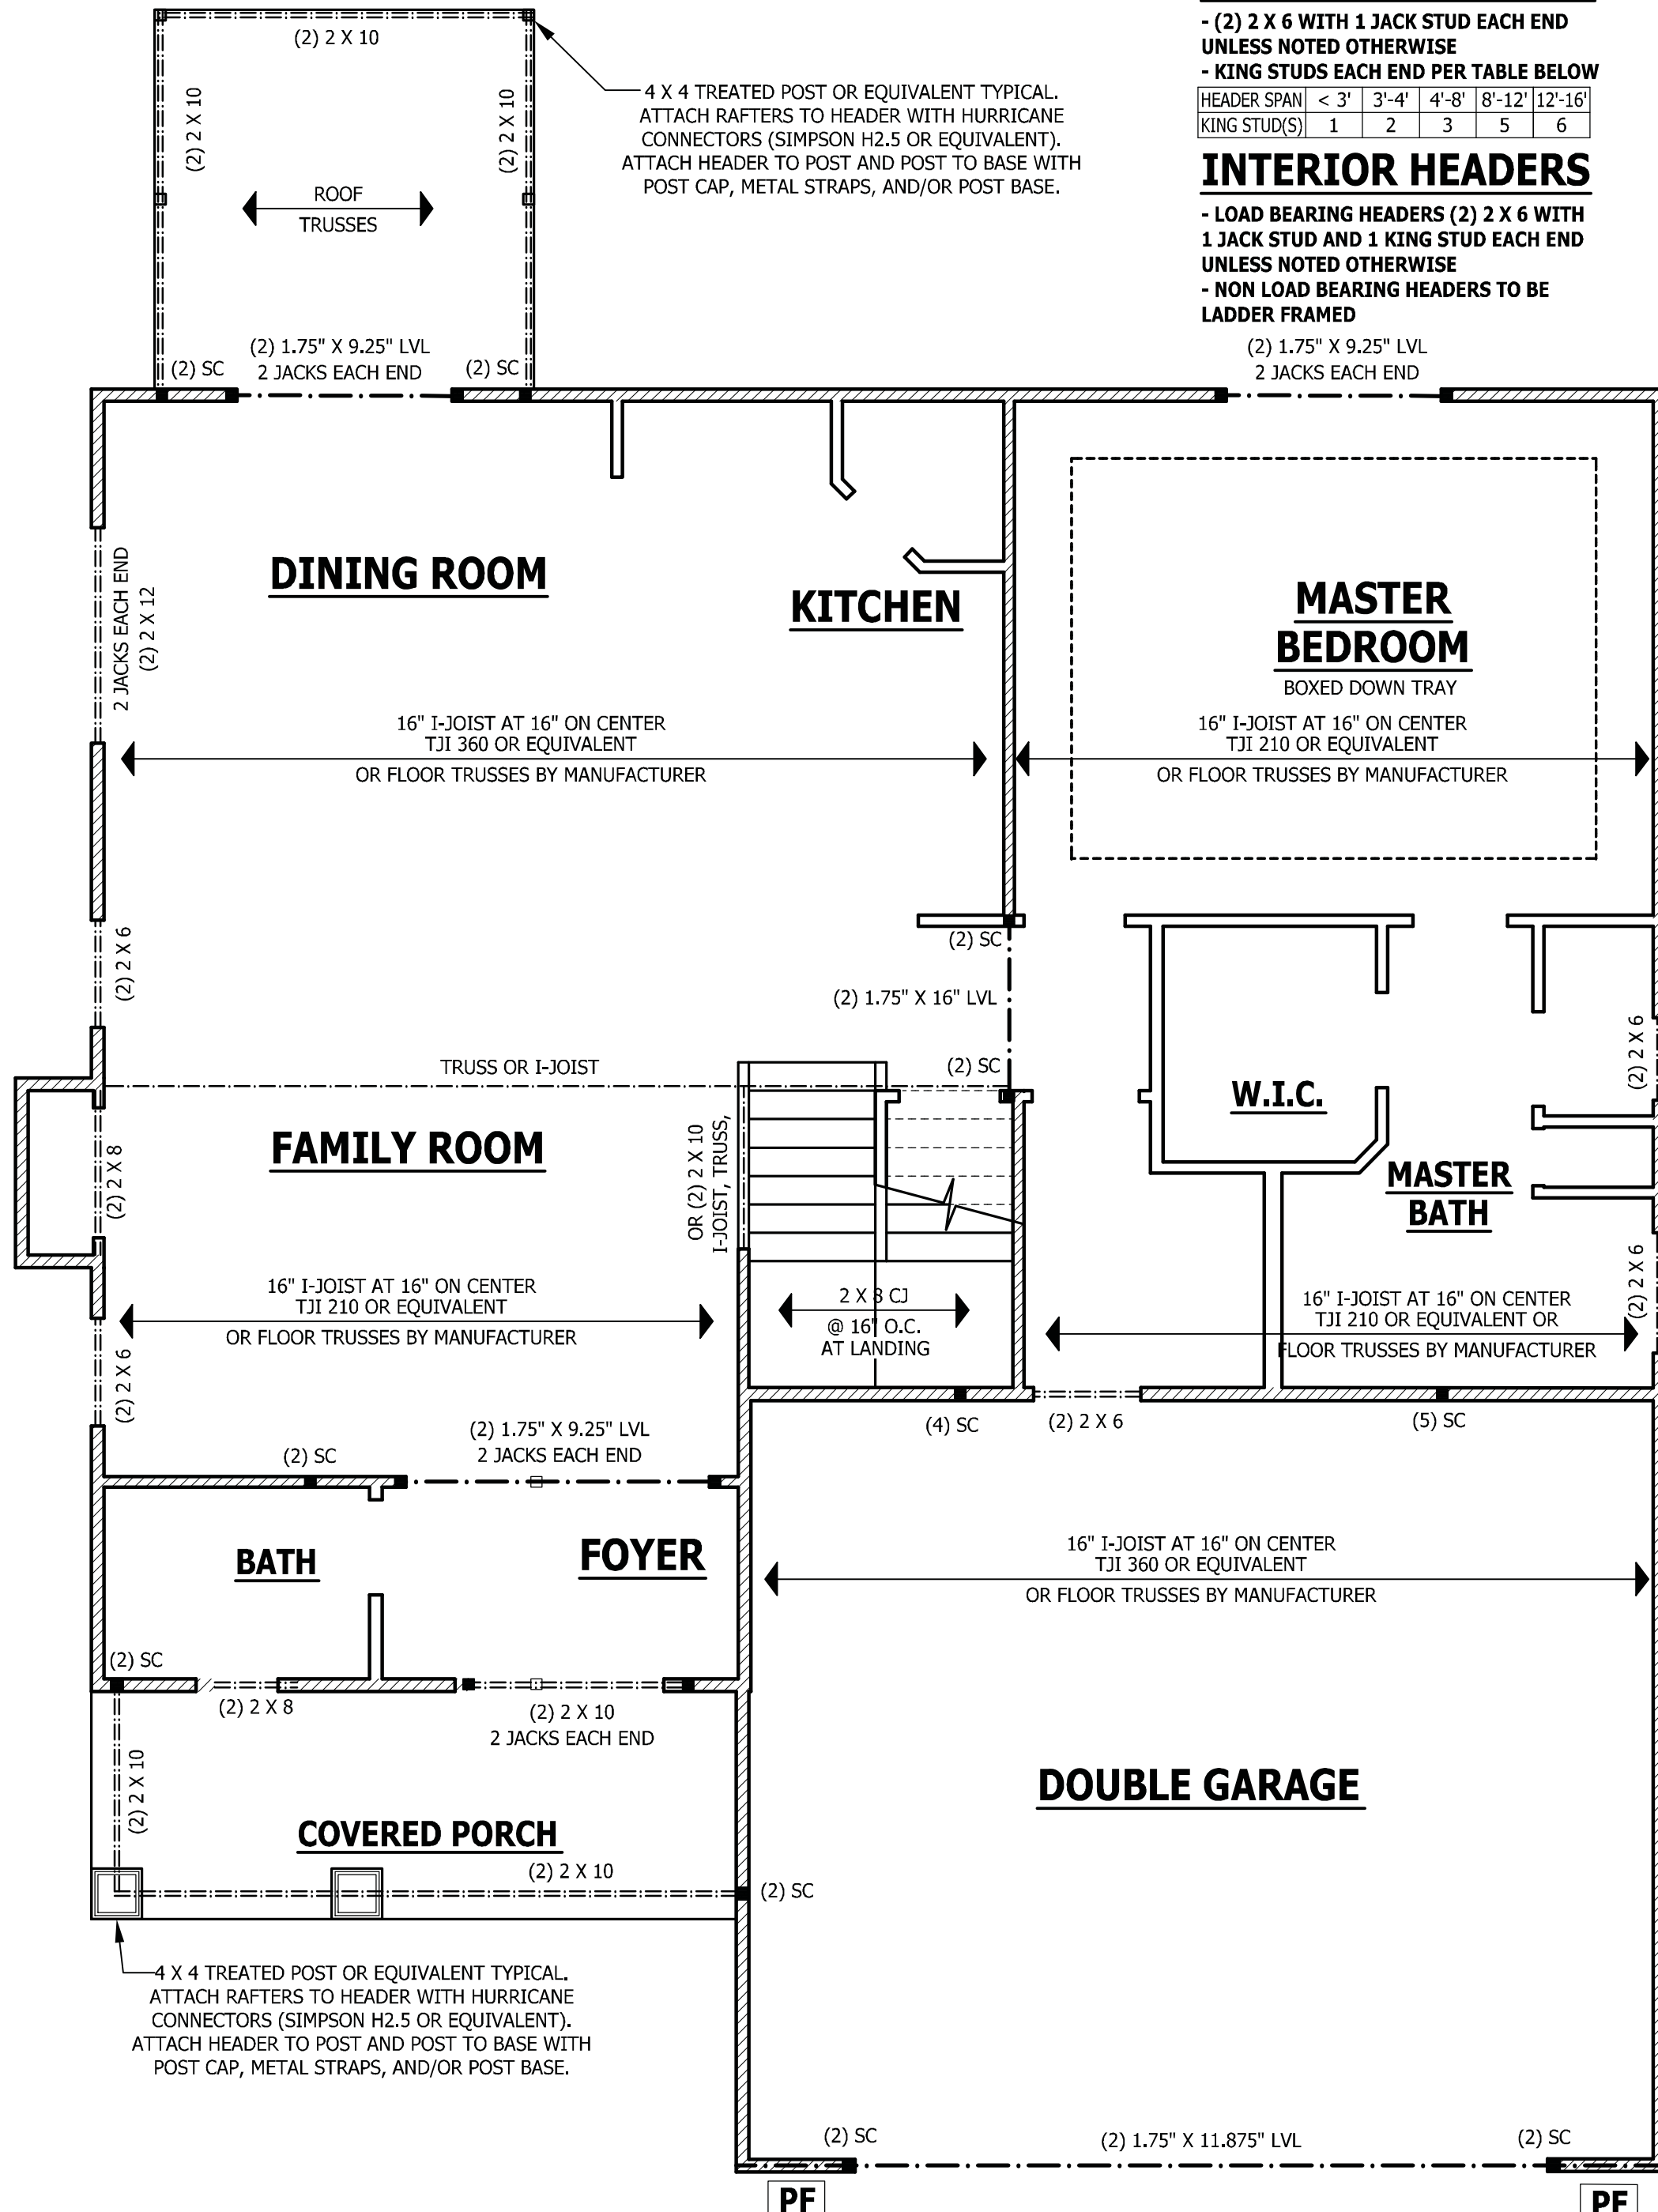 - (2) 2 X 6 WITH 1 JACK STUD EACH END
UNLESS NOTED OTHERWISE
- KING STUDS EACH END PER TABLE BELOW
HEADER SPAN < 3' 3'-4' 4'-8' 8'-12' 12'-16'
KING STUD(S) 1 2 3 5 6
INTERIOR HEADERS
- LOAD BEARING HEADERS (2) 2 X 6 WITH
1 JACK STUD AND 1 KING STUD EACH END
UNLESS NOTED OTHERWISE
- NON LOAD BEARING HEADERS TO BE
LADDER FRAMED
(2) 2 X 10
(2) 2 X 10
(2) 2 X 10
ROOF
TRUSSES
4 X 4 TREATED POST OR EQUIVALENT TYPICAL.
ATTACH RAFTERS TO HEADER WITH HURRICANE
CONNECTORS (SIMPSON H2.5 OR EQUIVALENT).
ATTACH HEADER TO POST AND POST TO BASE WITH
POST CAP, METAL STRAPS, AND/OR POST BASE.
(2) SC
(2) 1.75" X 9.25" LVL
2 JACKS EACH END
(2) SC
(2) 1.75" X 9.25" LVL
2 JACKS EACH END
2 JACKS EACH END
(2) 2 X 12
DINING ROOM
KITCHEN
MASTER
BEDROOM
BOXED DOWN TRAY
16" I-JOIST AT 16" ON CENTER
TJI 360 OR EQUIVALENT
OR FLOOR TRUSSES BY MANUFACTURER
16" I-JOIST AT 16" ON CENTER
TJI 210 OR EQUIVALENT
OR FLOOR TRUSSES BY MANUFACTURER
(2) 2 X 6
(2) SC
(2) 1.75" X 16" LVL
(2) SC
TRUSS OR I-JOIST
(2) 2 X 6
W.I.C.
FAMILY ROOM
(2) 2 X 8
OR (2) 2 X 10
I-JOIST, TRUSS,
MASTER
BATH
16" I-JOIST AT 16" ON CENTER
TJI 210 OR EQUIVALENT
OR FLOOR TRUSSES BY MANUFACTURER
2 X 8 CJ
@ 16" O.C.
AT LANDING
16" I-JOIST AT 16" ON CENTER
TJI 210 OR EQUIVALENT OR
FLOOR TRUSSES BY MANUFACTURER
(2) 2 X 6
(2) 2 X 6
(4) SC
(2) 2 X 6
(5) SC
(2) SC
(2) 1.75" X 9.25" LVL
2 JACKS EACH END
BATH
FOYER
16" I-JOIST AT 16" ON CENTER
TJI 360 OR EQUIVALENT
OR FLOOR TRUSSES BY MANUFACTURER
(2) SC
(2) 2 X 8
(2) 2 X 10
2 JACKS EACH END
(2) 2 X 10
DOUBLE GARAGE
COVERED PORCH
(2) 2 X 10
(2) SC
4 X 4 TREATED POST OR EQUIVALENT TYPICAL.
ATTACH RAFTERS TO HEADER WITH HURRICANE
CONNECTORS (SIMPSON H2.5 OR EQUIVALENT).
ATTACH HEADER TO POST AND POST TO BASE WITH
POST CAP, METAL STRAPS, AND/OR POST BASE.
(2) SC
(2) 1.75" X 11.875" LVL
(2) SC
PF
PF